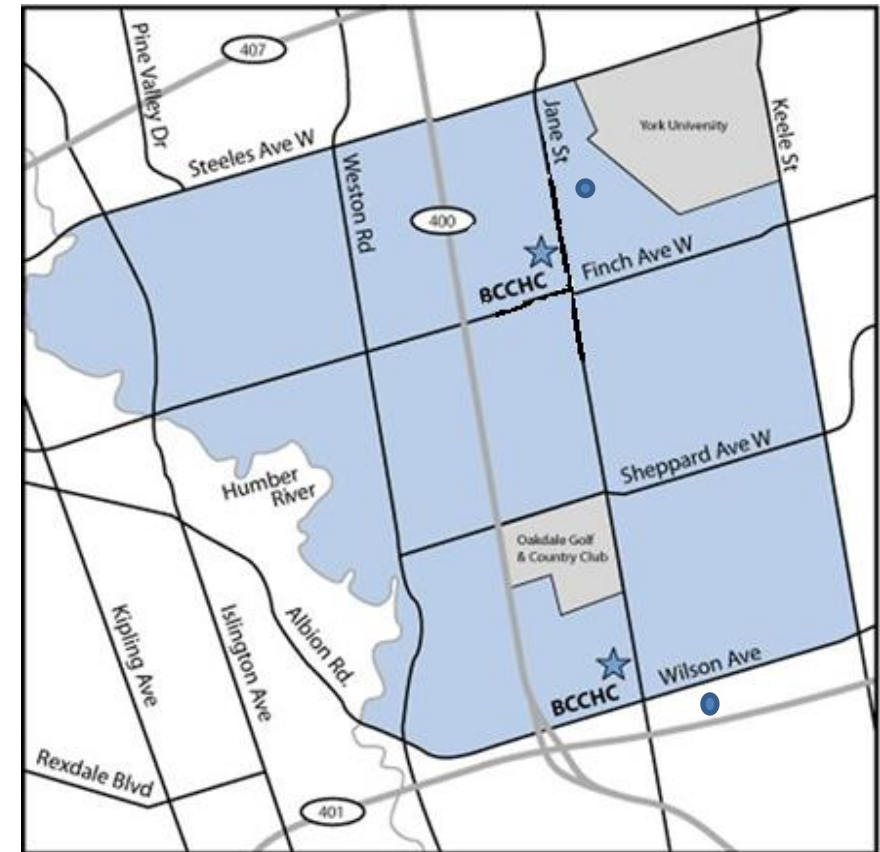 407
Pine Valley Dr
Steeles Ave W
Weston Rd
400
Jane St
York University
Keele St
BCCHC
Finch Ave W
Humber
River
Sheppard Ave W
Oakdale Golf
& Country Club
Kipling Ave
Islington Ave
Albion Rd.
BCCHC
Wilson Ave
Rexdale Blvd
401